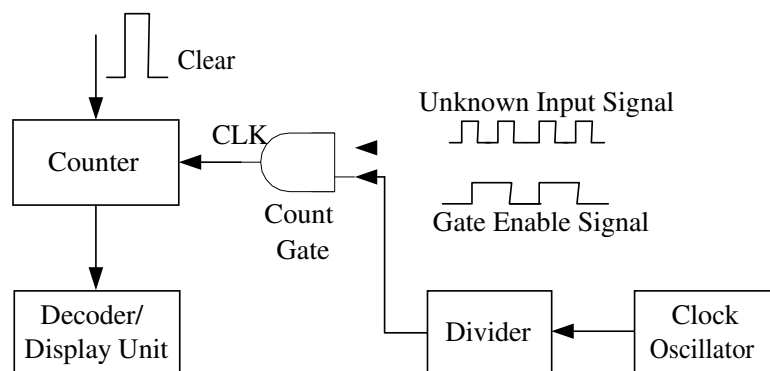 Clear
Unknown Input Signal
CLK
Counter
Count
Gate
Gate Enable Signal
Decoder/
Display Unit
Divider
Clock
Oscillator